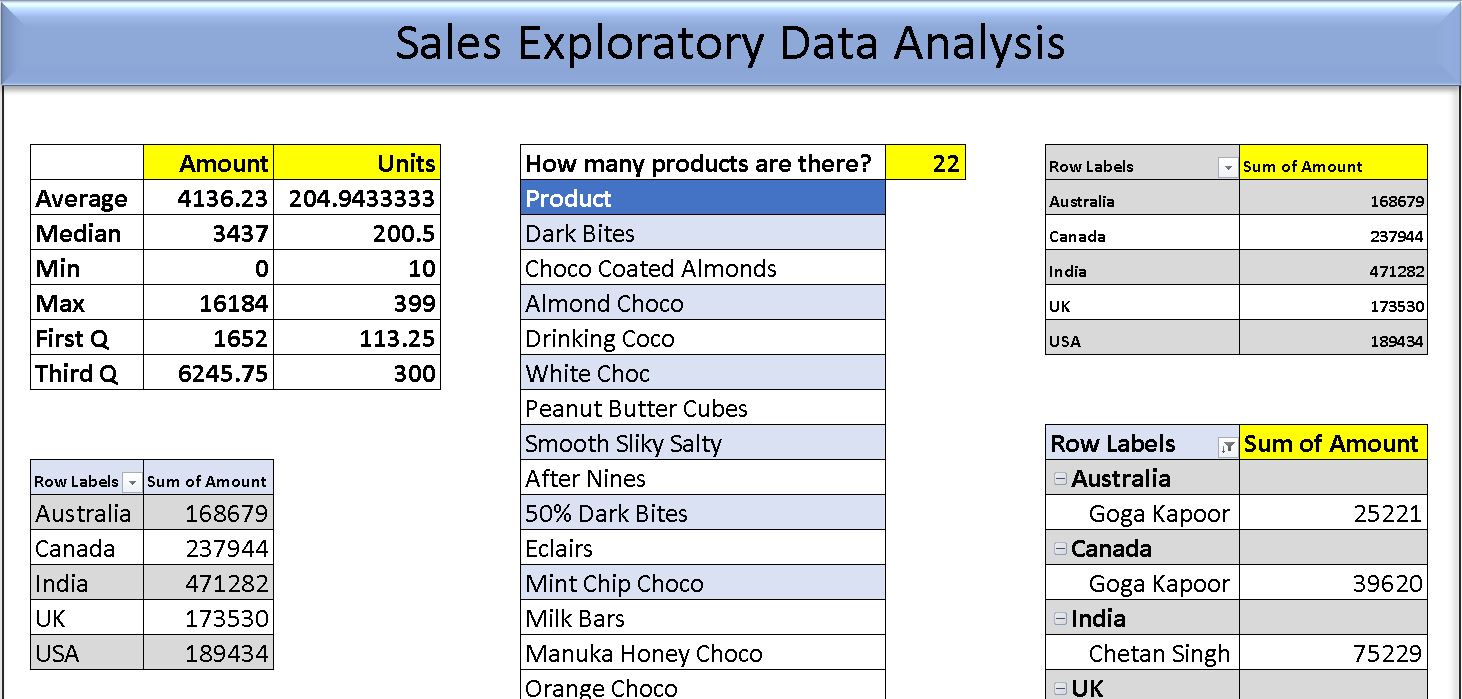 Sales Exploratory Data Analysis
Amount Units
Average 4136.23 204.9433333
Median 3437 200.5
Min 0 10
Max 16184 399
First Q 1652 113.25
Third Q 6245.75 300
Row Labels Sum of Amount
Australia 168679
Canada 237944
India 471282
UK 173530
USA 189434
How many products are there? 22
Product
Dark Bites
Choco Coated Almonds
Almond Choco
Drinking Coco
White Choc
Peanut Butter Cubes
Smooth Sliky Salty
After Nines
50% Dark Bites
Eclairs
Mint Chip Choco
Milk Bars
Manuka Honey Choco
Orange Choco
Row Labels Sum of Amount
Australia 168679
Canada 237944
India 471282
UK 173530
USA 189434
Row Labels Sum of Amount
Australia
Goga Kapoor 25221
Canada
Goga Kapoor 39620
India
Chetan Singh 75229
UK